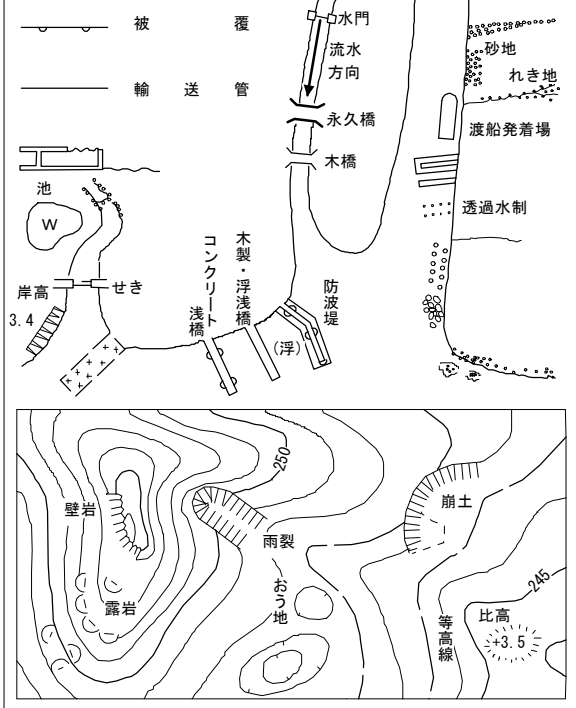 被 覆
輸 送 管
水門
流水
方向
永久橋
木橋
砂地
れき地
渡船発着場
透過水制
池
W
岸高
3.4
せき
コンクリート
浅橋
木製・浮浅橋
防波堤
(浮)
250
壁岩
雨裂
崩土
露岩
おう地
等高線
245
比高
+3.5